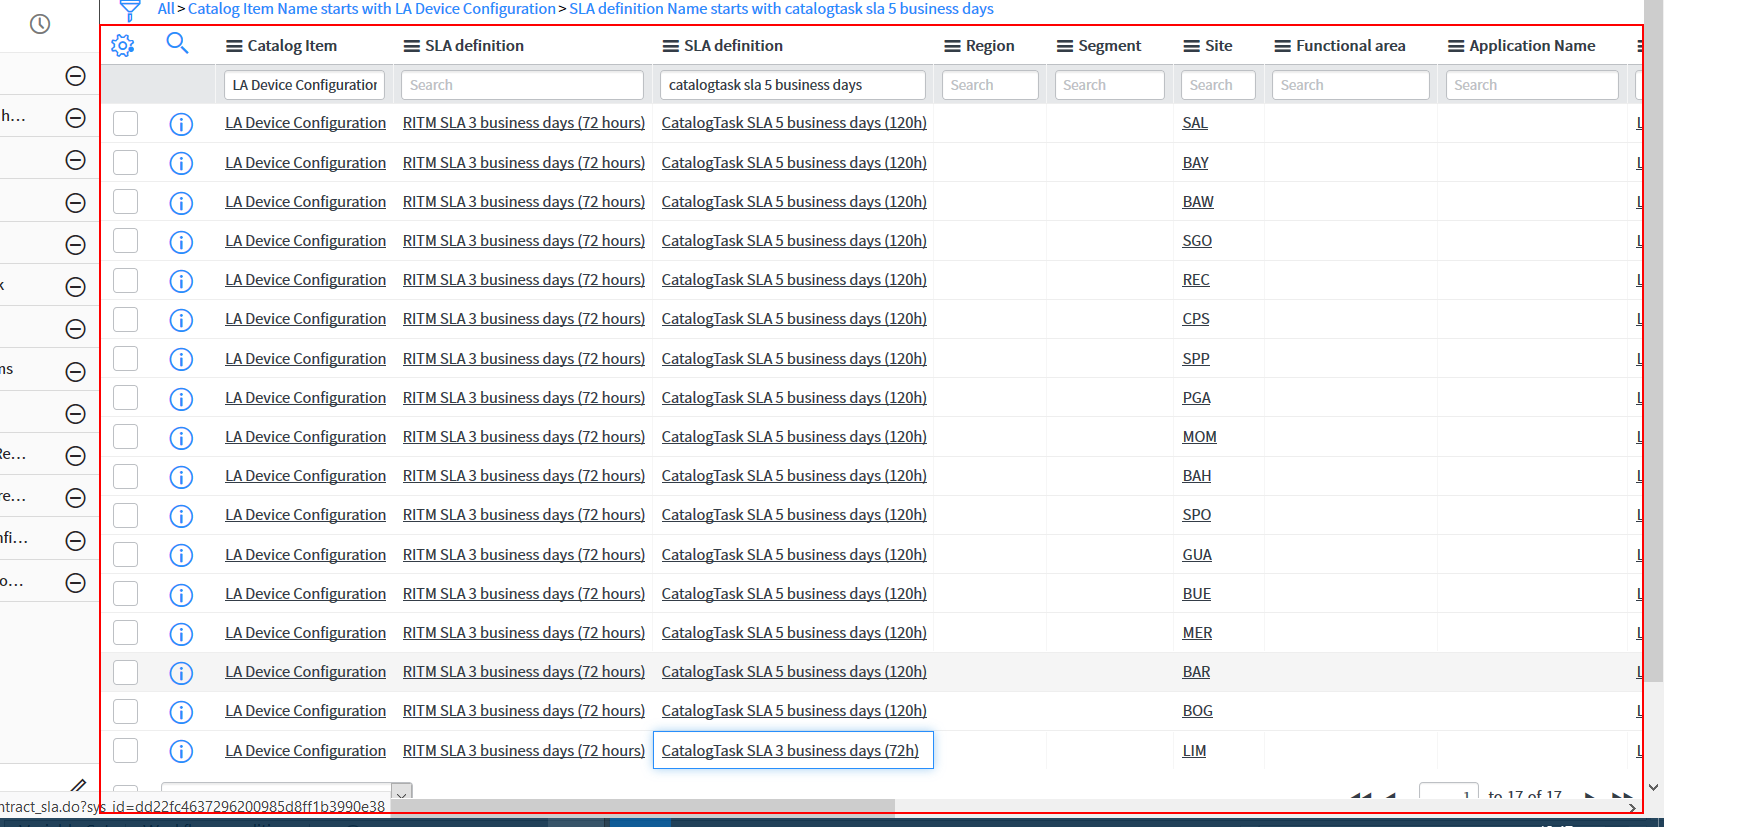 All > Catalog Item Name starts with LA Device Configuration > SLA definition Name starts with catalogtask sla 5 business days
Catalog Item SLA definition SLA definition Region Segment Site Functional area Application Name
LA Device Configuration Search catalogtask sla 5 business days Search Search Search Search Search
LA Device Configuration RITM SLA 3 business days (72 hours) CatalogTask SLA 5 business days (120h) SAL L
h... LA Device Configuration RITM SLA 3 business days (72 hours) CatalogTask SLA 5 business days (120h) BAY L
LA Device Configuration RITM SLA 3 business days (72 hours) CatalogTask SLA 5 business days (120h) BAW L
LA Device Configuration RITM SLA 3 business days (72 hours) CatalogTask SLA 5 business days (120h) SGO L
k LA Device Configuration RITM SLA 3 business days (72 hours) CatalogTask SLA 5 business days (120h) REC L
LA Device Configuration RITM SLA 3 business days (72 hours) CatalogTask SLA 5 business days (120h) CPS L
ns LA Device Configuration RITM SLA 3 business days (72 hours) CatalogTask SLA 5 business days (120h) SPP L
LA Device Configuration RITM SLA 3 business days (72 hours) CatalogTask SLA 5 business days (120h) PGA L
Re... LA Device Configuration RITM SLA 3 business days (72 hours) CatalogTask SLA 5 business days (120h) MOM L
re... LA Device Configuration RITM SLA 3 business days (72 hours) CatalogTask SLA 5 business days (120h) BAH L
LA Device Configuration RITM SLA 3 business days (72 hours) CatalogTask SLA 5 business days (120h) SPO L
nfi... LA Device Configuration RITM SLA 3 business days (72 hours) CatalogTask SLA 5 business days (120h) GUA L
o... LA Device Configuration RITM SLA 3 business days (72 hours) CatalogTask SLA 5 business days (120h) BUE L
LA Device Configuration RITM SLA 3 business days (72 hours) CatalogTask SLA 5 business days (120h) MER L
LA Device Configuration RITM SLA 3 business days (72 hours) CatalogTask SLA 5 business days (120h) BAR L
LA Device Configuration RITM SLA 3 business days (72 hours) CatalogTask SLA 5 business days (120h) BOG L
LA Device Configuration RITM SLA 3 business days (72 hours) CatalogTask SLA 3 business days (72h) LIM L
1 to 17 of 17
ntract_sla.do?sys_id=dd22fc4637296200985d8ff1b3990e38